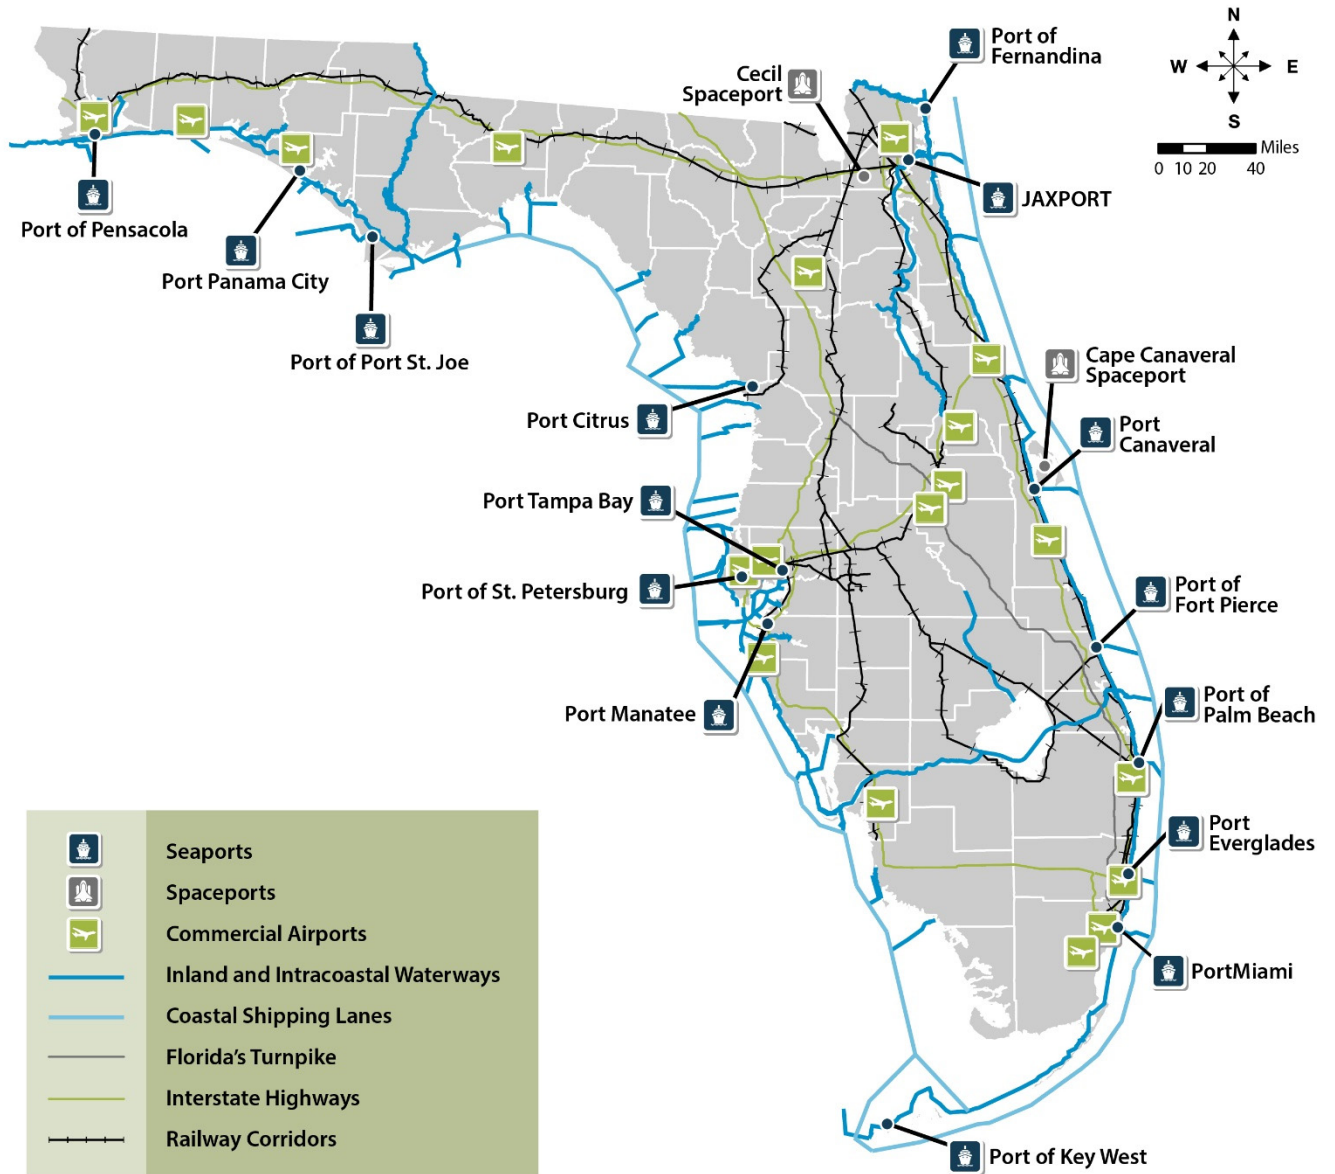 N
W E
S
Miles
0 10 20 40
Port of
Fernandina
Cecil
Spaceport
JAXPORT
Port of Pensacola
Port Panama City
Port of Port St. Joe
Cape Canaveral
Spaceport
Port Citrus
Port
Canaveral
Port Tampa Bay
Port of St. Petersburg
Port of
Fort Pierce
Port Manatee
Port of
Palm Beach
Port
Everglades
PortMiami
Port of Key West
Seaports
Spaceports
Commercial Airports
Inland and Intracoastal Waterways
Coastal Shipping Lanes
Florida's Turnpike
Interstate Highways
Railway Corridors